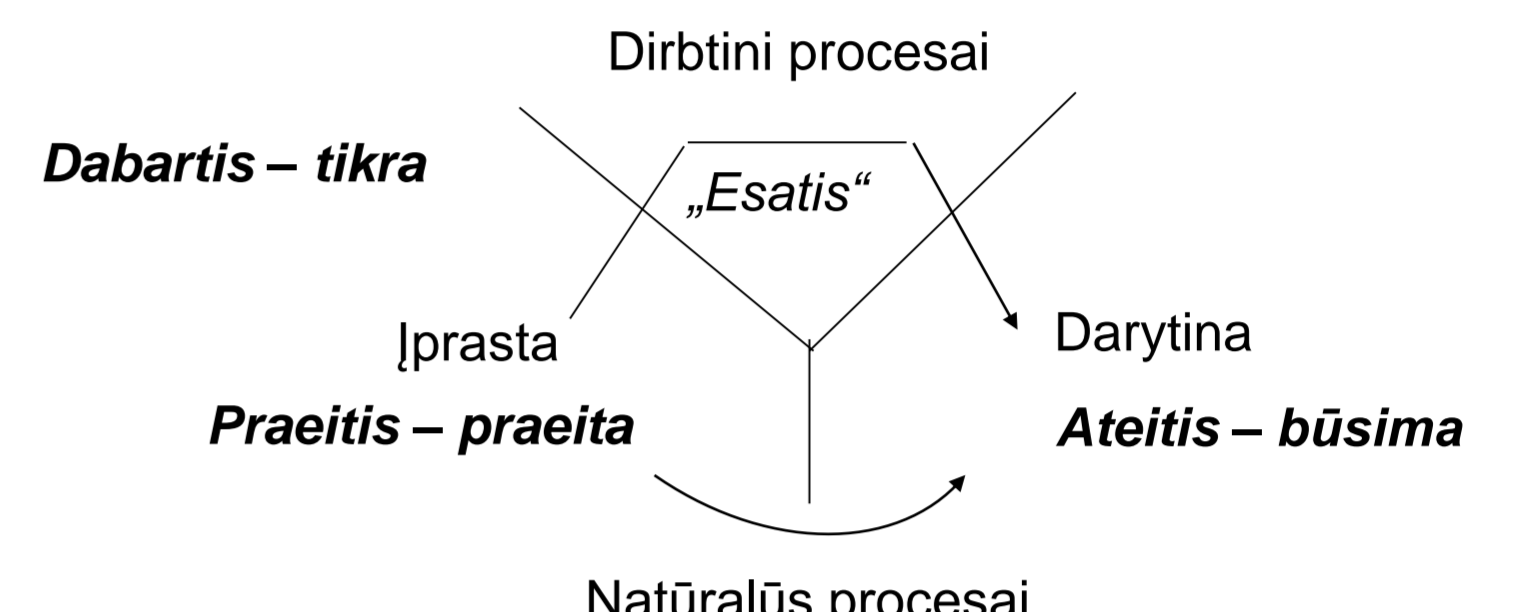 Dirbtini procesai
Dabartis – tikra
„Esatis“
Įprasta
Darytina
Praeitis – praeita
Ateitis – būsima
Natūralūs procesai